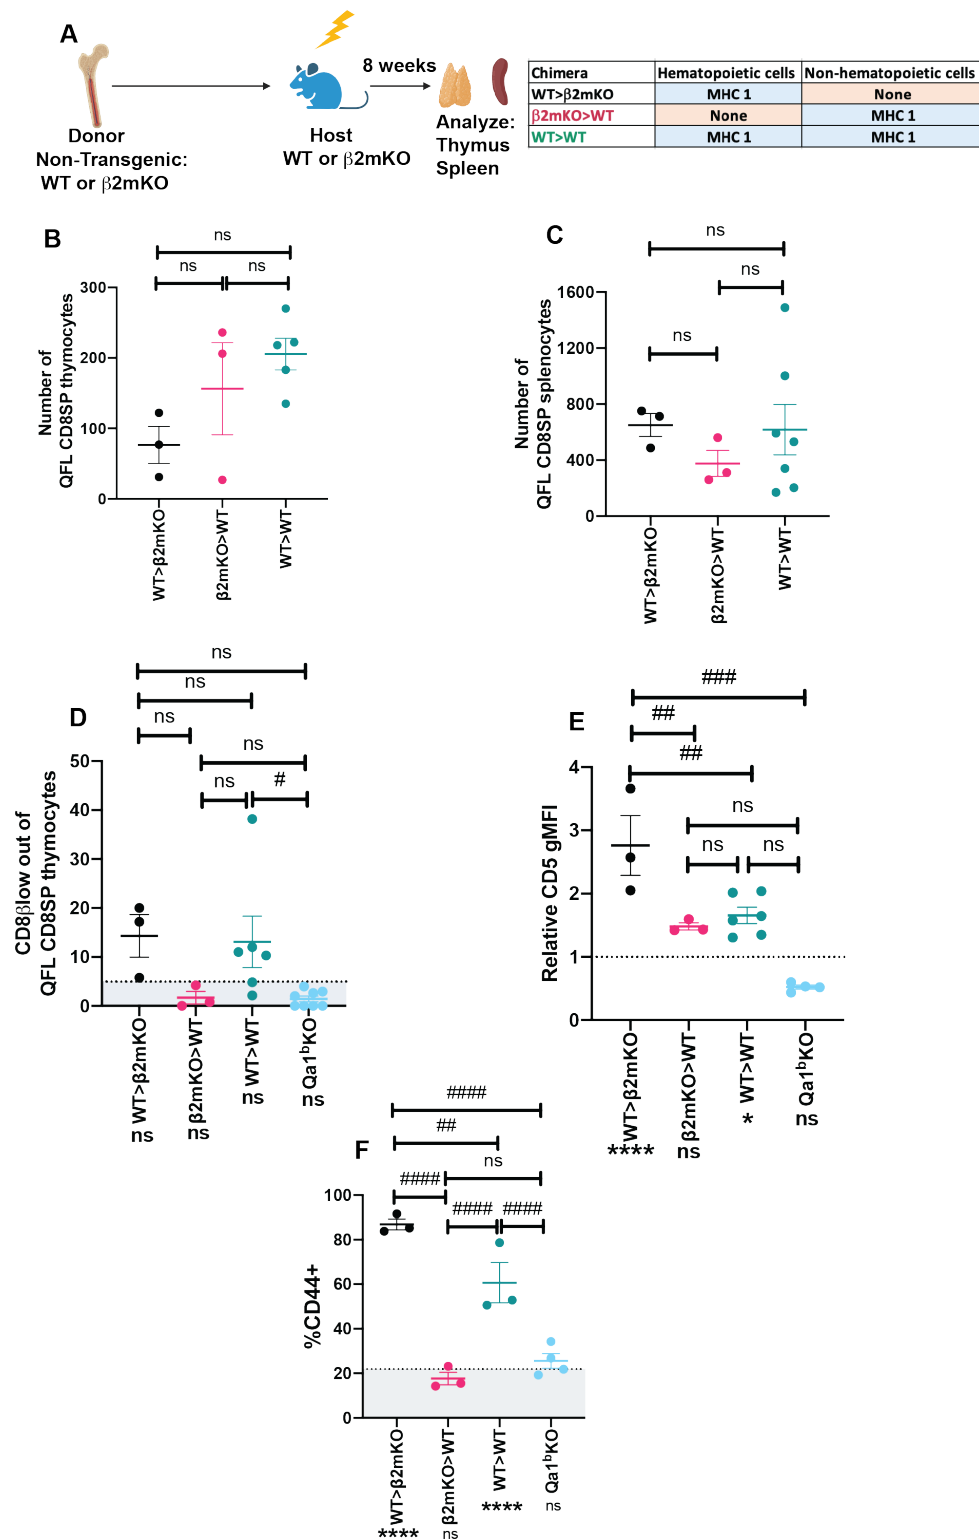 A
8 weeks
Donor
Non-Transgenic:
WT or β2mKO
Host
WT or β2mKO
Analyze:
Thymus
Spleen
Chimera Hematopoietic cells Non-hematopoietic cells
WT>β2mKO MHC 1 None
β2mKO>WT None MHC 1
WT>WT MHC 1 MHC 1
B
ns
ns ns
Number of
QFL CD8SP thymocytes
300
200
100
0
WT>β2mKO
β2mKO>WT
WT>WT
C
ns
ns
ns
Number of
QFL CD8SP splenocytes
1600
1200
800
400
0
WT>β2mKO
β2mKO>WT
WT>WT
D
ns
ns
ns
ns
ns #
CD8βlow out of
QFL CD8SP thymocytes
50
40
30
20
10
0
WT>β2mKO
ns
β2mKO>WT
ns
WT>WT
ns
Qa1ᵇKO
ns
E
###
##
##
ns
ns ns
Relative CD5 gMFI
4
3
2
1
0
WT>β2mKO
****
β2mKO>WT
ns
WT>WT
*
Qa1ᵇKO
ns
F
####
##
ns
####
#### ####
%CD44+
100
80
60
40
20
0
WT>β2mKO
****
β2mKO>WT
ns
WT>WT
****
Qa1ᵇKO
ns